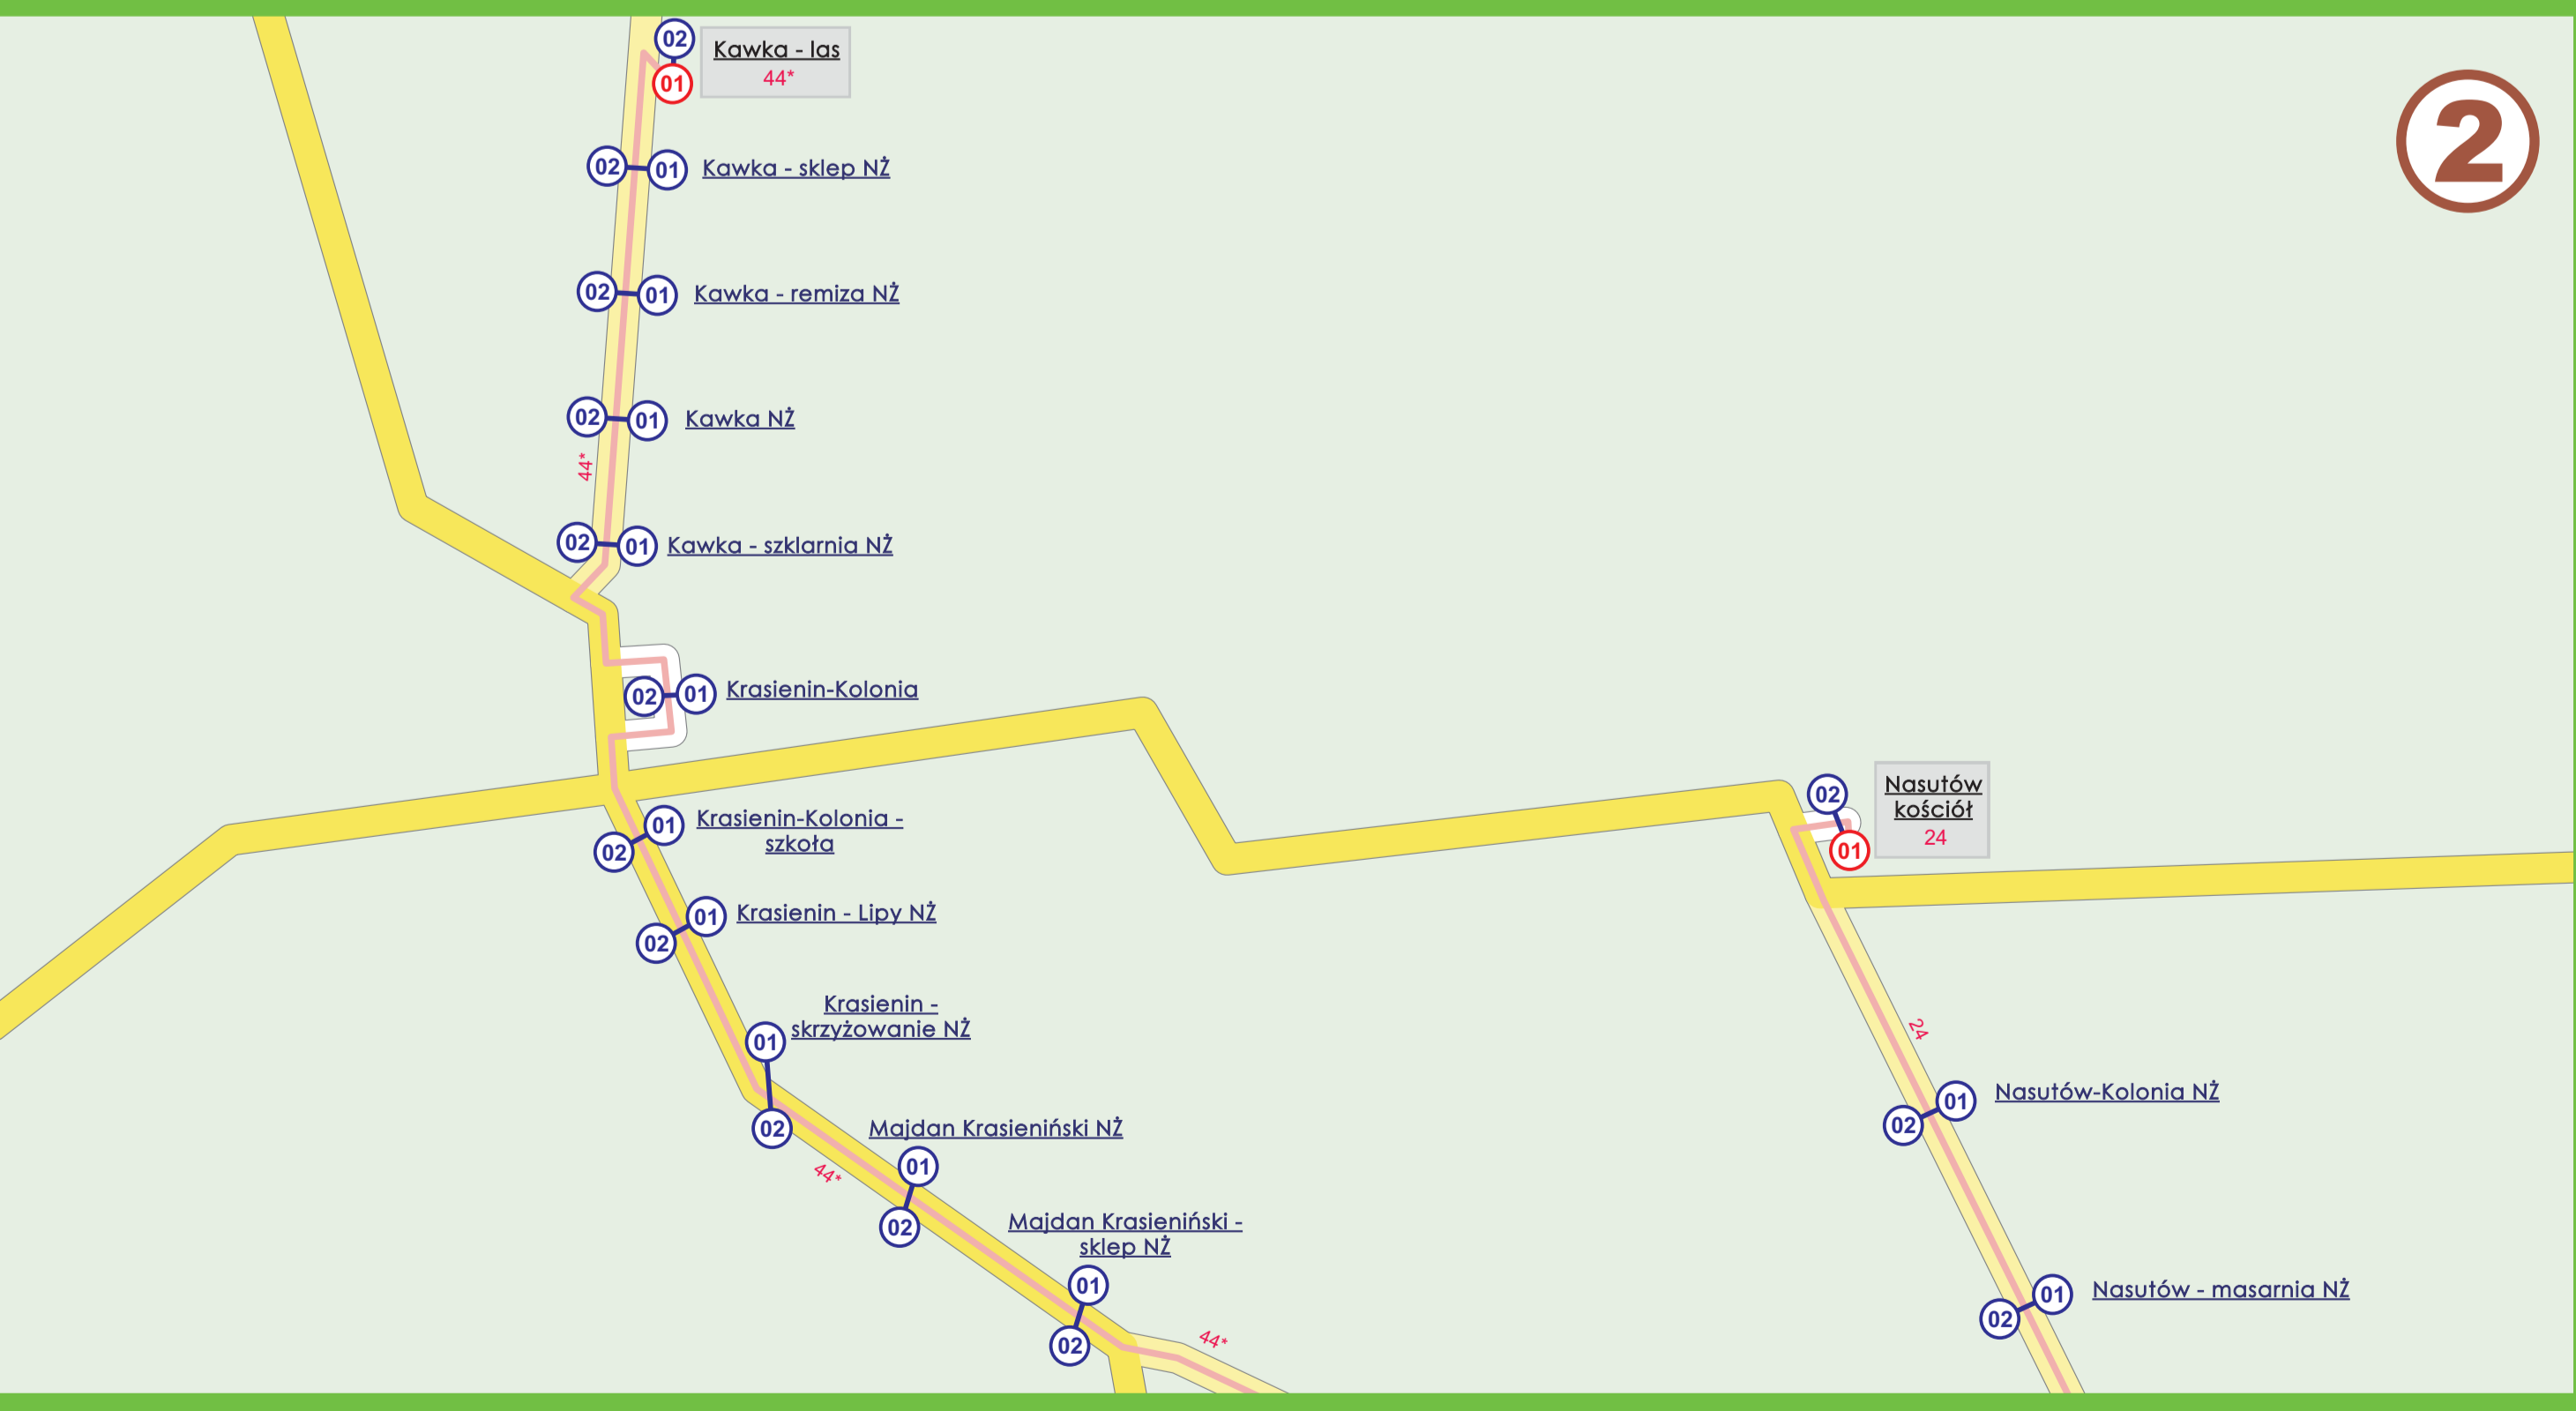 02
Kawka - las
01
44*
2
02
01
Kawka - sklep NŻ
02
01
Kawka - remiza NŻ
02
01
Kawka NŻ
44*
02
01
Kawka - szklarnia NŻ
02
01
Krasienin-Kolonia
02
Nasutów
kościół
01
24
01
Krasienin-Kolonia -
szkoła
02
01
Krasienin - Lipy NŻ
02
Krasienin -
skrzyżowanie NŻ
01
24
02
Nasutów-Kolonia NŻ
01
02
Majdan Krasieniński NŻ
01
44*
02
Majdan Krasieniński -
sklep NŻ
01
02
44*
Nasutów - masarnia NŻ
01
02